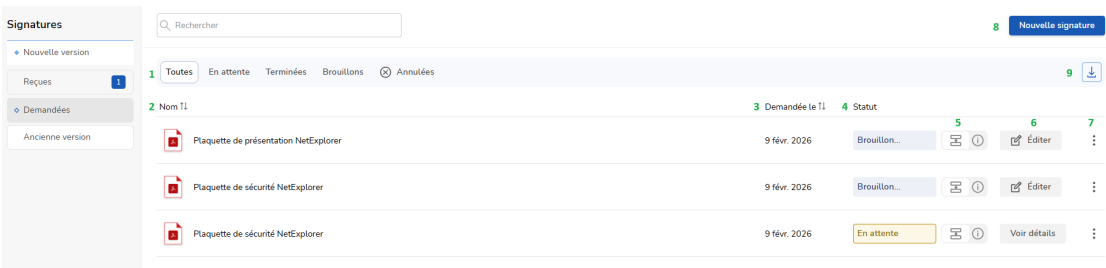 Signatures
Nouvelle version
Reçues 1
Demandées
Ancienne version
Rechercher
8 Nouvelle signature
1 Toutes En attente Terminées Brouillons Annulées 9
2 Nom 3 Demandée le 4 Statut
5 6 7
Plaquette de présentation NetExplorer 9 févr. 2026 Brouillon... Éditer
Plaquette de sécurité NetExplorer 9 févr. 2026 Brouillon... Éditer
Plaquette de sécurité NetExplorer 9 févr. 2026 En attente Voir détails